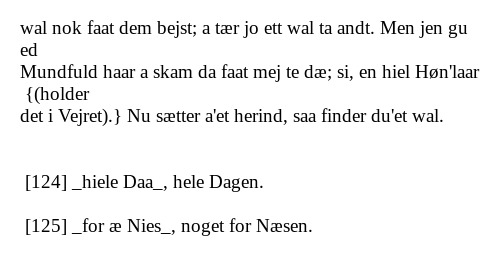 wal nok faat dem bejst; a tær jo ett wal ta andt. Men jen gu
ed
Mundfuld haar a skam da faat mej te dæ; si, en hiel Høn'laar
{(holder
det i Vejret).} Nu sætter a'et herind, saa finder du'et wal.
[124] _hiele Daa_, hele Dagen.
[125] _for æ Nies_, noget for Næsen.